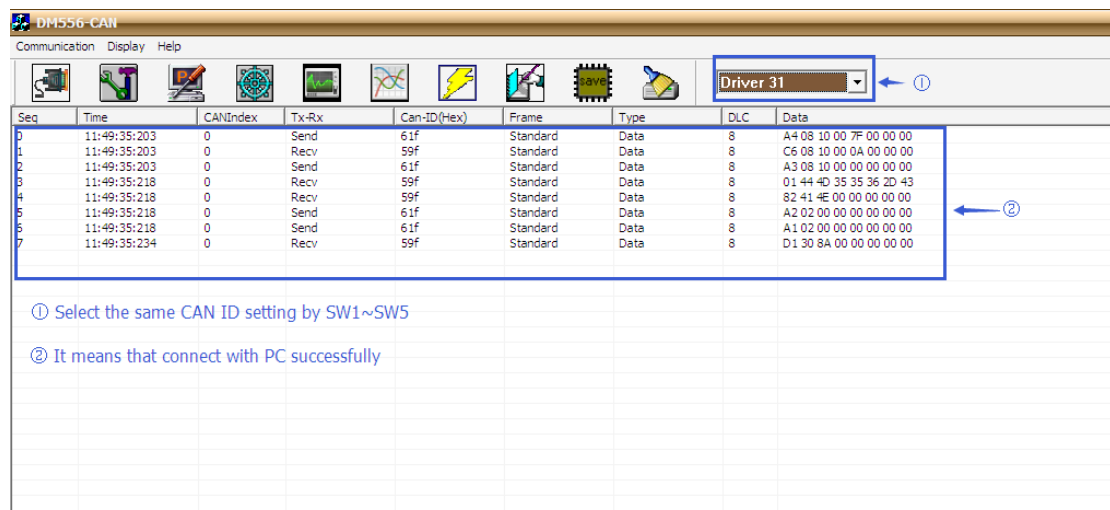 DM556-CAN
Communication Display Help
save
Driver 31
①
Seq Time CANIndex Tx-Rx Can-ID(Hex) Frame Type DLC Data
0 11:49:35:203 0 Send 61f Standard Data 8 A4 08 10 00 7F 00 00 00
1 11:49:35:203 0 Recv 59f Standard Data 8 C6 08 10 00 0A 00 00 00
2 11:49:35:203 0 Send 61f Standard Data 8 A3 08 10 00 00 00 00 00
3 11:49:35:218 0 Recv 59f Standard Data 8 01 44 4D 35 35 36 2D 43
4 11:49:35:218 0 Recv 59f Standard Data 8 82 41 4E 00 00 00 00 00
5 11:49:35:218 0 Send 61f Standard Data 8 A2 02 00 00 00 00 00 00
6 11:49:35:218 0 Send 61f Standard Data 8 A1 02 00 00 00 00 00 00
7 11:49:35:234 0 Recv 59f Standard Data 8 D1 30 8A 00 00 00 00 00
②
① Select the same CAN ID setting by SW1~SW5
② It means that connect with PC successfully